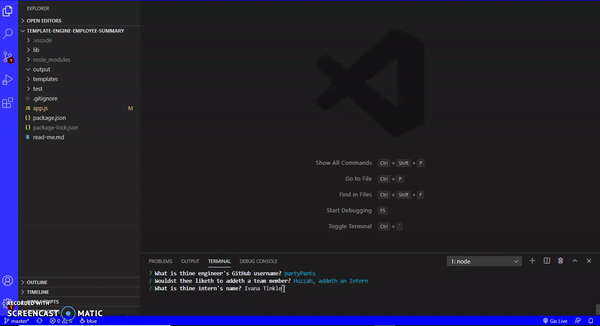 EXPLORER
OPEN EDITORS
TEMPLATE-ENGINE-EMPLOYEE-SUMMARY
.vscode
lib
node_modules
output
templates
test
.gitignore
app.js M
package.json
package-lock.json
read-me.md
Show All Commands Ctrl + Shift + P
Go to File Ctrl + P
Find in Files Ctrl + Shift + F
Start Debugging F5
Toggle Terminal Ctrl + `
PROBLEMS OUTPUT TERMINAL DEBUG CONSOLE 1: node
? What is thine engineer's GitHub username? partyPants
? Wouldst thee liketh to addeth a team member? Huzzah, addeth an Intern
? What is thine intern's name? Ivana Tinkle
OUTLINE
TIMELINE
RECORDED WITH
SCREENCAST MATIC
master* 0 0 blue Go Live